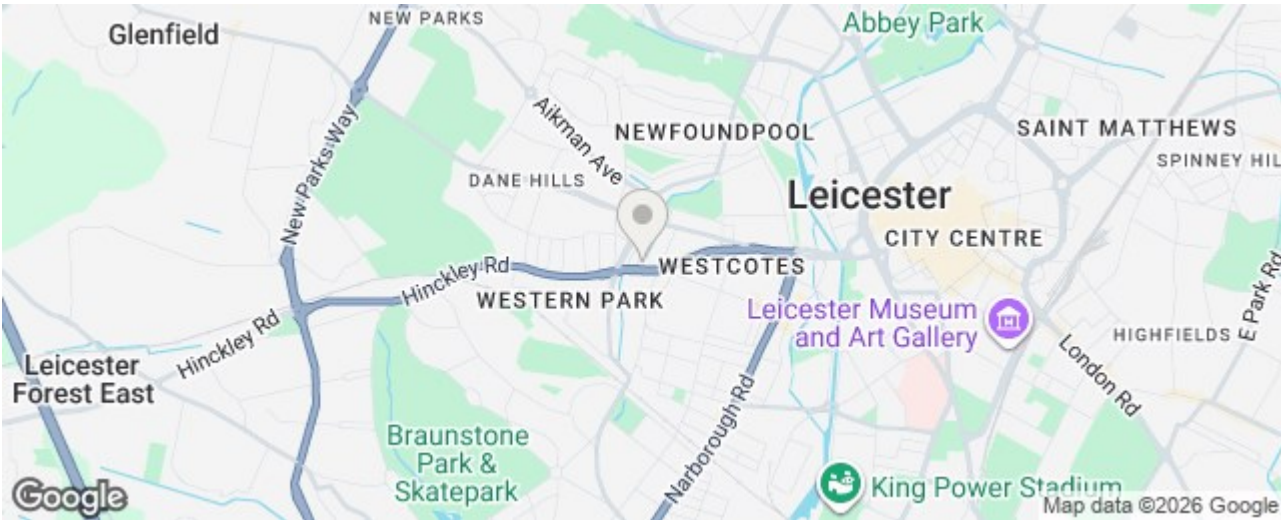 NEW PARKS
Glenfield
Abbey Park
New Parks Way
Aikman Ave
NEWFOUNDPOOL
SAINT MATTHEWS
SPINNEY HIL
DANE HILLS
Leicester
CITY CENTRE
Hinckley Rd
WESTCOTES
WESTERN PARK
E Park Rd
Leicester Museum
and Art Gallery
HIGHFIELDS
Hinckley Rd
London Rd
Leicester
Forest East
Narborough Rd
Braunstone
Park &
Skatepark
King Power Stadium
Google
Map data ©2026 Google